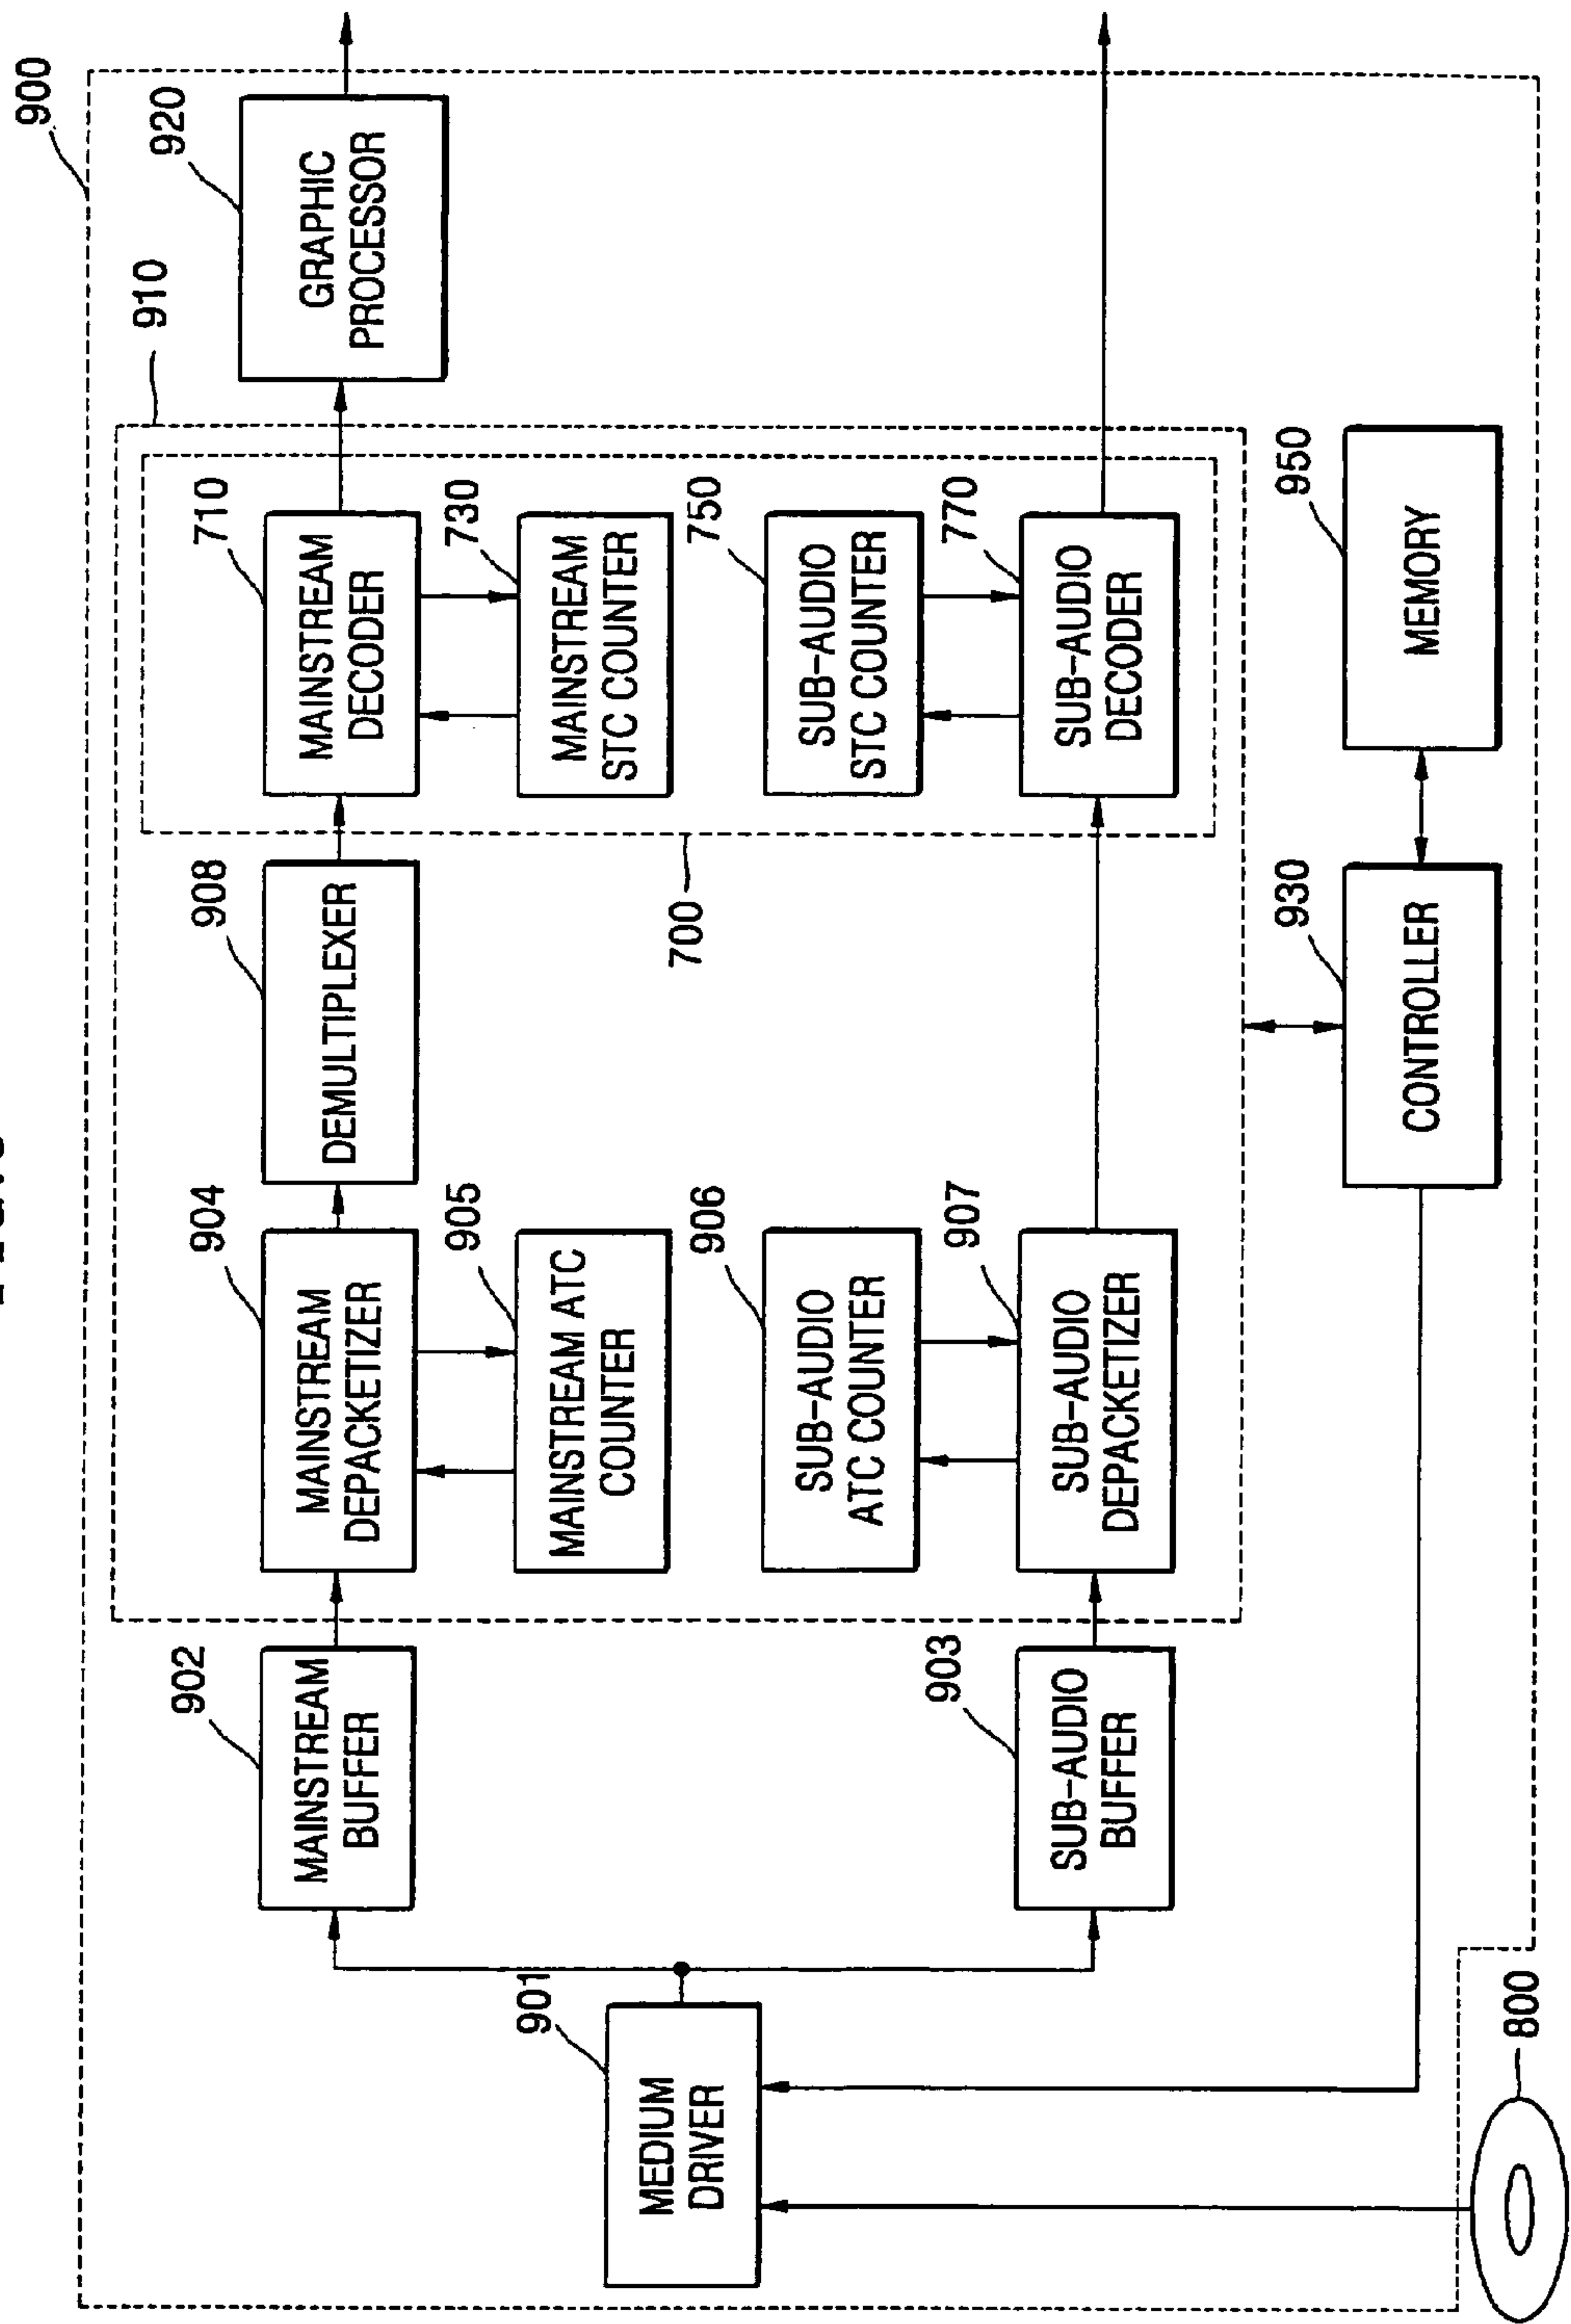 900
920
GRAPHIC
PROCESSOR
910
710
MAINSTREAM
DECODER
730
MAINSTREAM
STC COUNTER
750
SUB-AUDIO
STC COUNTER
770
SUB-AUDIO
DECODER
700
908
DEMULTIPLEXER
904
MAINSTREAM
DEPACKETIZER
905
MAINSTREAM ATC
COUNTER
906
SUB-AUDIO
ATC COUNTER
907
SUB-AUDIO
DEPACKETIZER
902
MAINSTREAM
BUFFER
903
SUB-AUDIO
BUFFER
901
MEDIUM
DRIVER
950
MEMORY
930
CONTROLLER
800